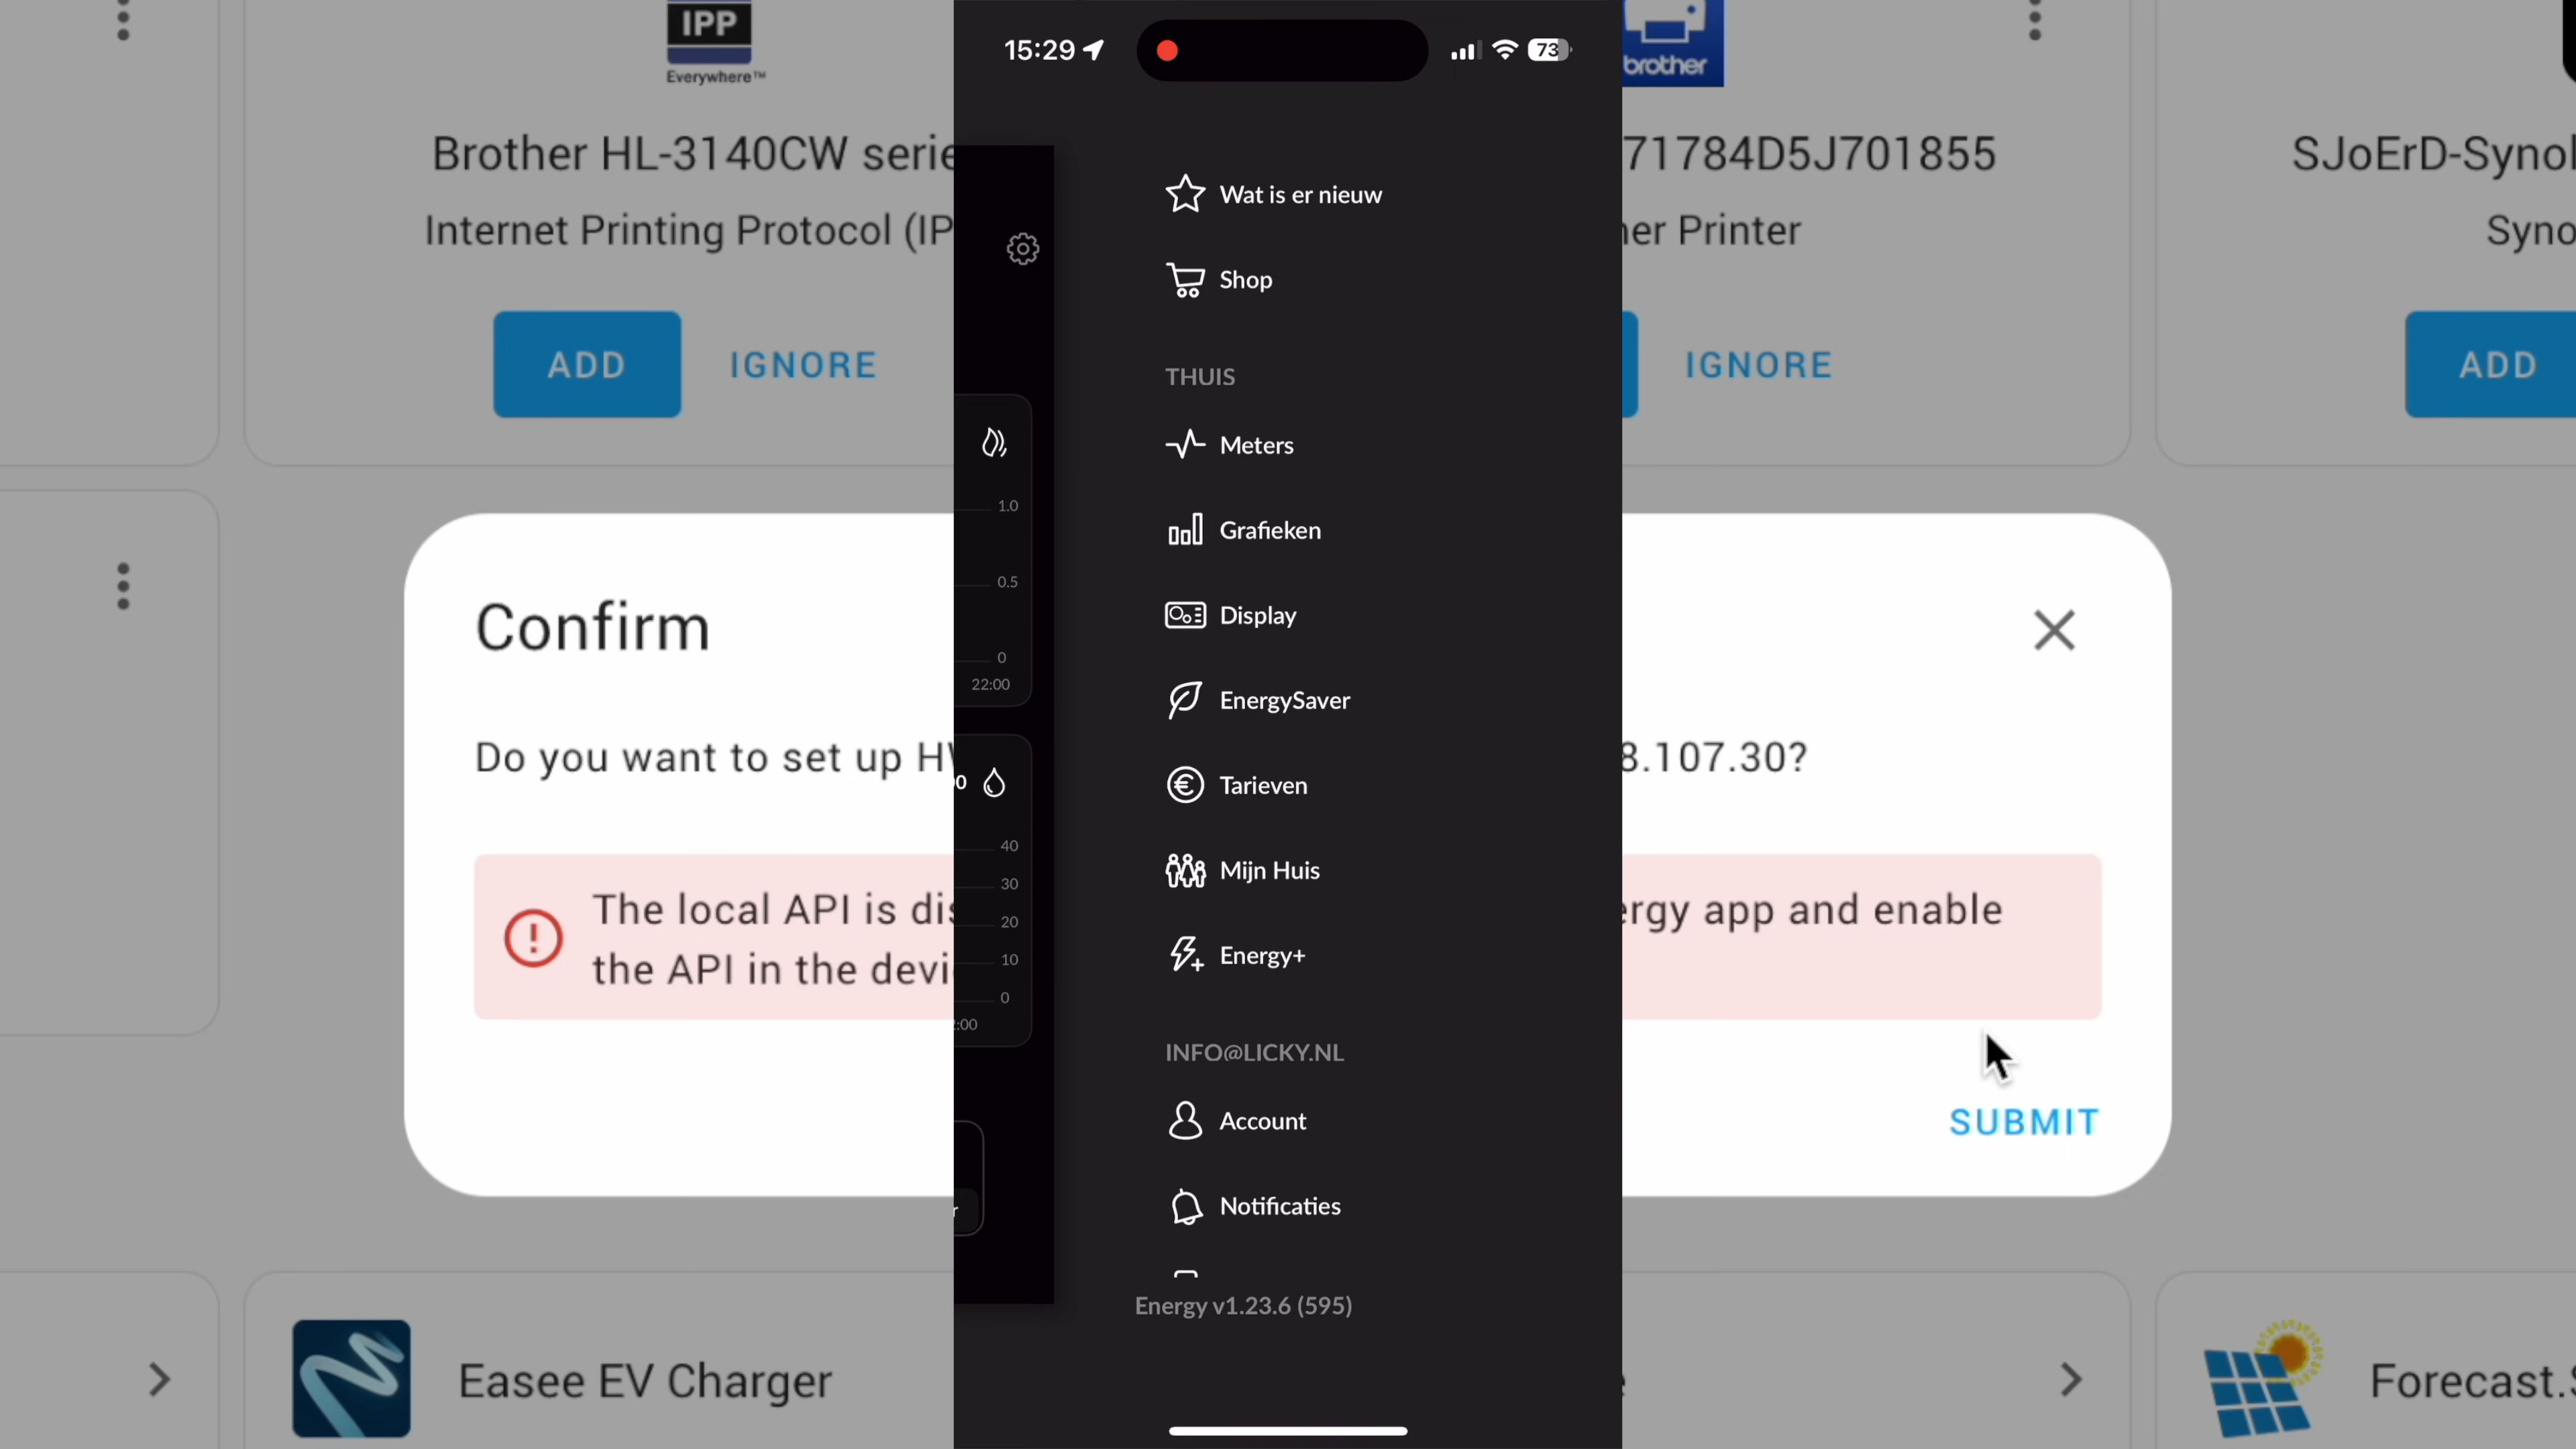 IPP
Everywhere™
Brother HL-3140CW serie
Internet Printing Protocol (IP
ADD
IGNORE
15:29
73
brother
71784D5J701855
er Printer
IGNORE
SJoErD-Synol
Syno
ADD
Wat is er nieuw
Shop
THUIS
Meters
Grafieken
Display
EnergySaver
Tarieven
Mijn Huis
Energy+
INFO@LICKY.NL
Account
Notificaties
Energy v1.23.6 (595)
1.0
0.5
0
22:00
40
30
20
10
0
:00
Confirm
Do you want to set up HW
8.107.30?
The local API is dis
the API in the devi
ergy app and enable
SUBMIT
Easee EV Charger
Forecast.S